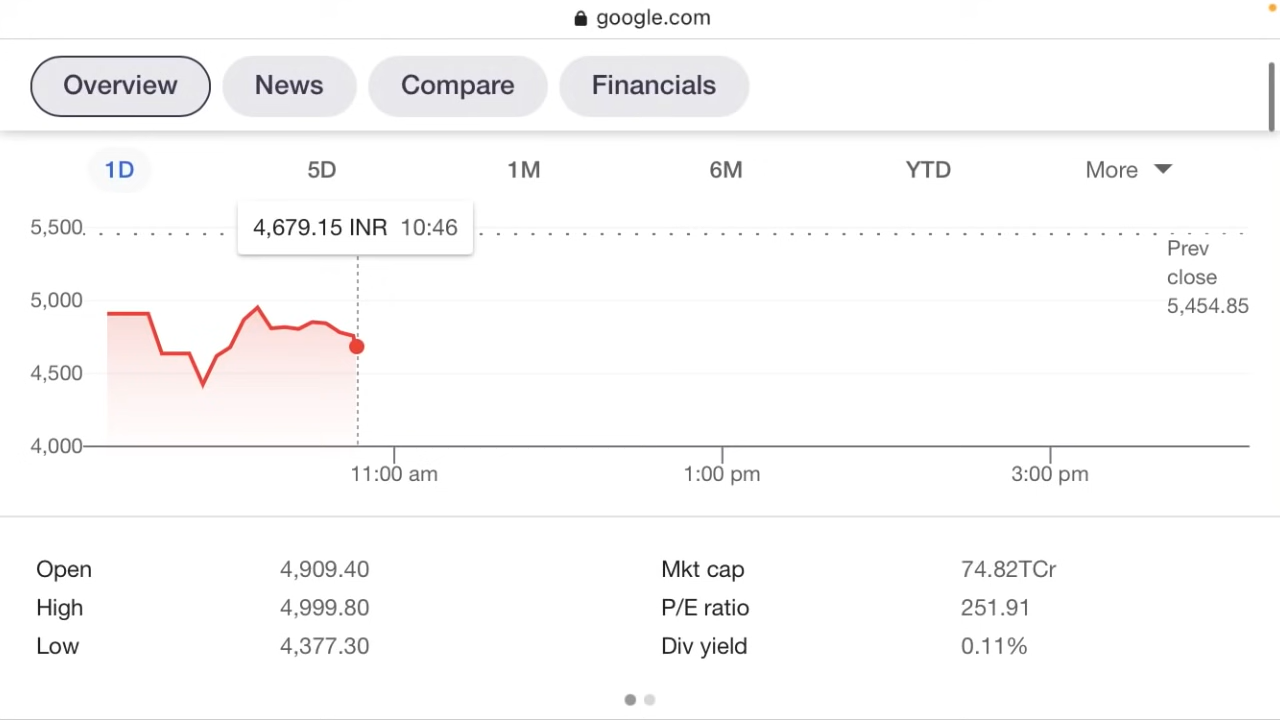 google.com
Overview News Compare Financials
1D 5D 1M 6M YTD More
4,679.15 INR 10:46
5,500
Prev
close
5,454.85
5,000
4,500
4,000
11:00 am 1:00 pm 3:00 pm
Open 4,909.40 Mkt cap 74.82TCr
High 4,999.80 P/E ratio 251.91
Low 4,377.30 Div yield 0.11%